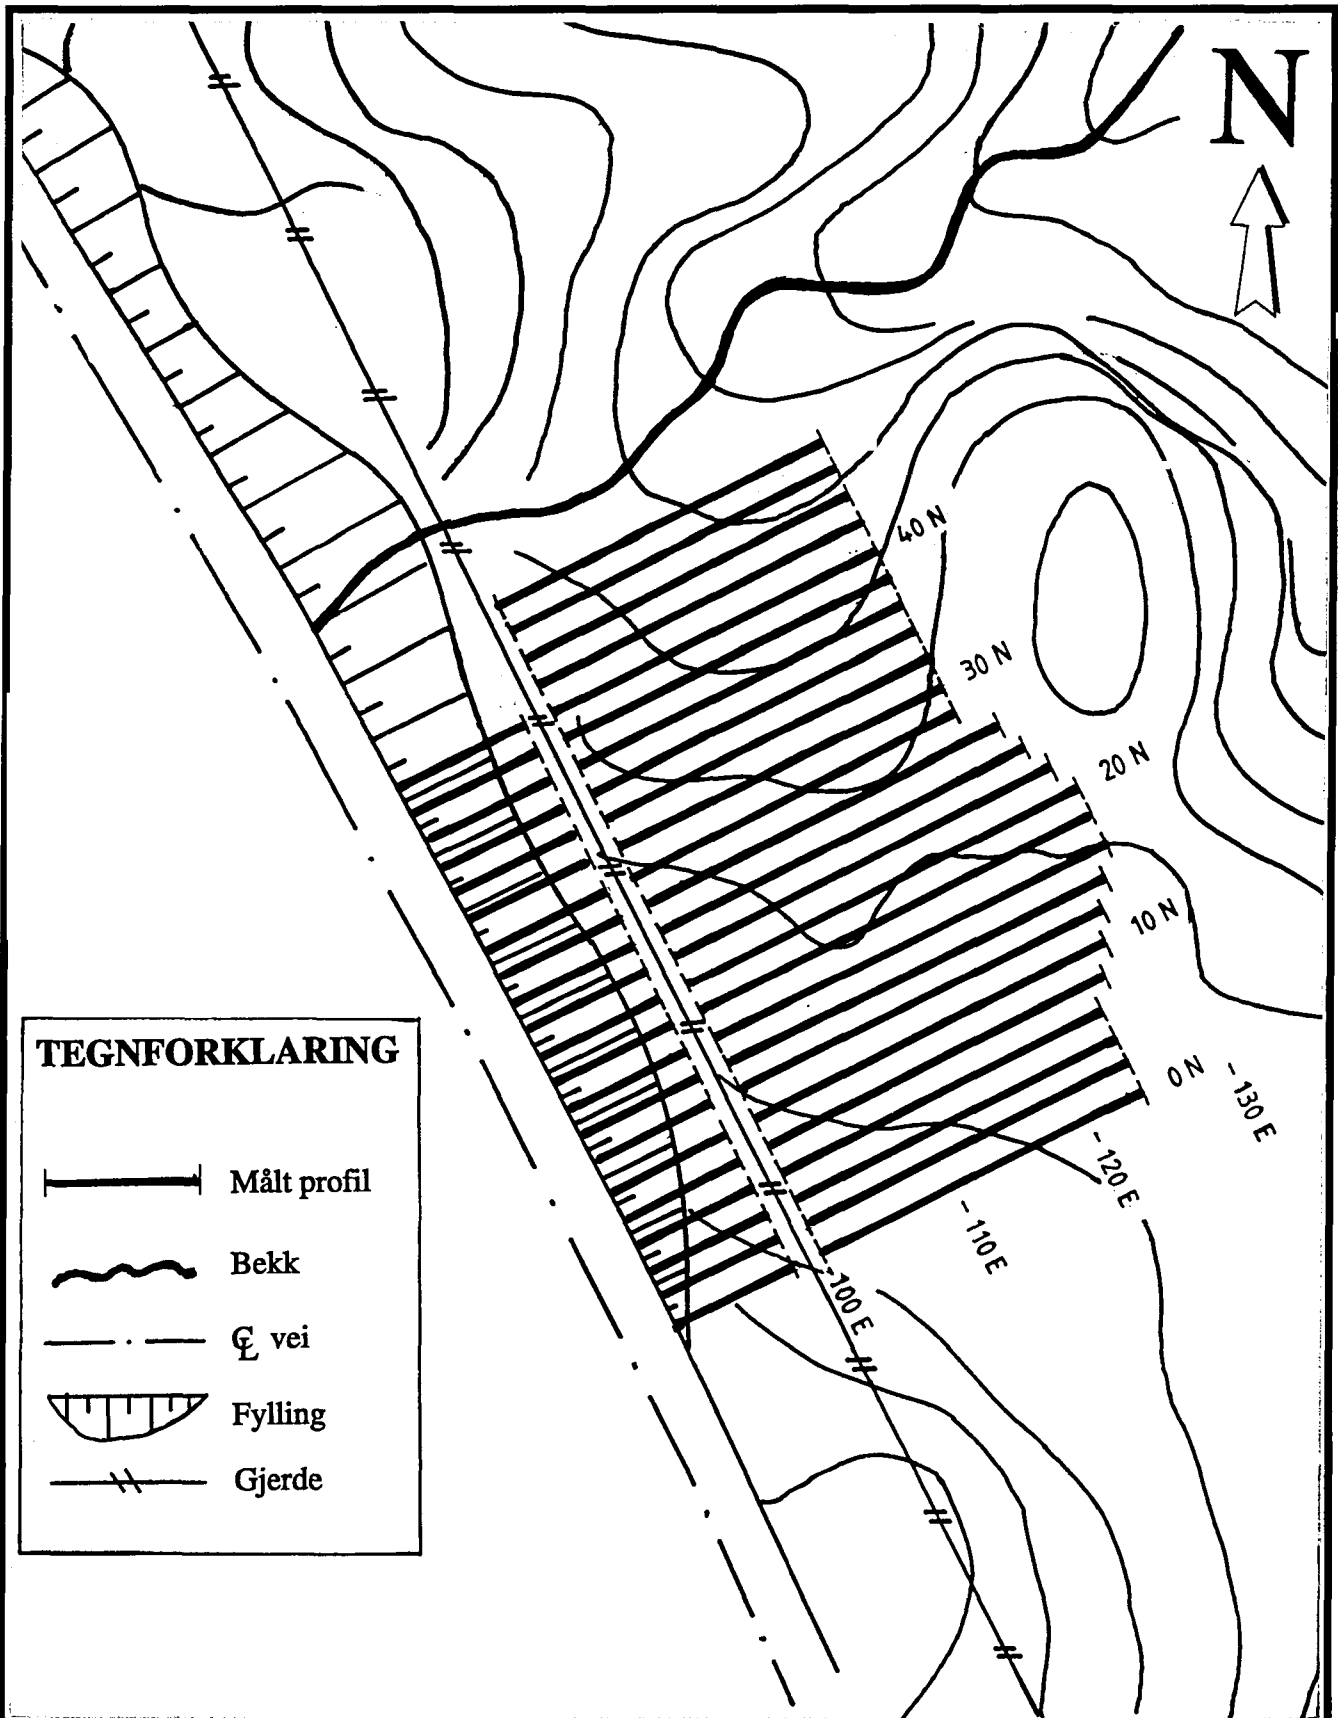 N
40 N
30 N
20 N
10 N
0 N
- 130 E
- 120 E
- 110 E
- 100 E
TEGNFORKLARING
Målt profil
Bekk
℄ vei
Fylling
Gjerde